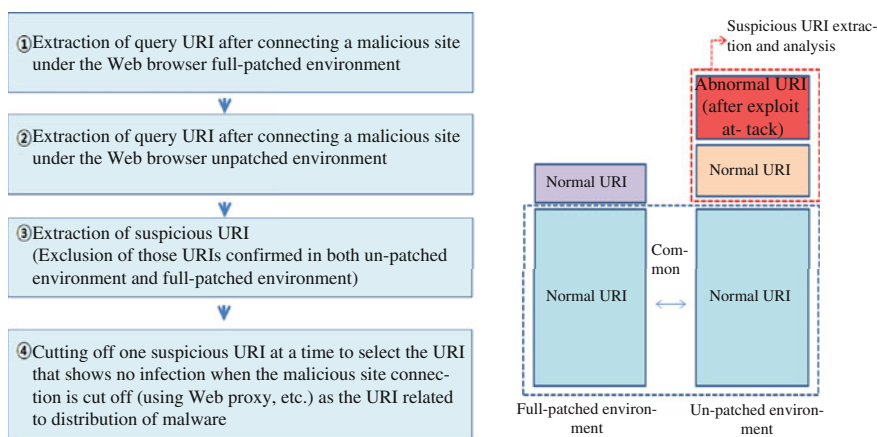 ①Extraction of query URI after connecting a malicious site
under the Web browser full-patched environment
②Extraction of query URI after connecting a malicious site
under the Web browser unpatched environment
③Extraction of suspicious URI
(Exclusion of those URIs confirmed in both un-patched
environment and full-patched environment)
④Cutting off one suspicious URI at a time to select the URI
that shows no infection when the malicious site connec-
tion is cut off (using Web proxy, etc.) as the URI related
to distribution of malware
Suspicious URI extrac-
tion and analysis
Abnormal URI
(after exploit
at- tack)
Normal URI
Normal URI
Normal URI
Com-
mon
Normal URI
Full-patched environ-
ment
Un-patched environ-
ment